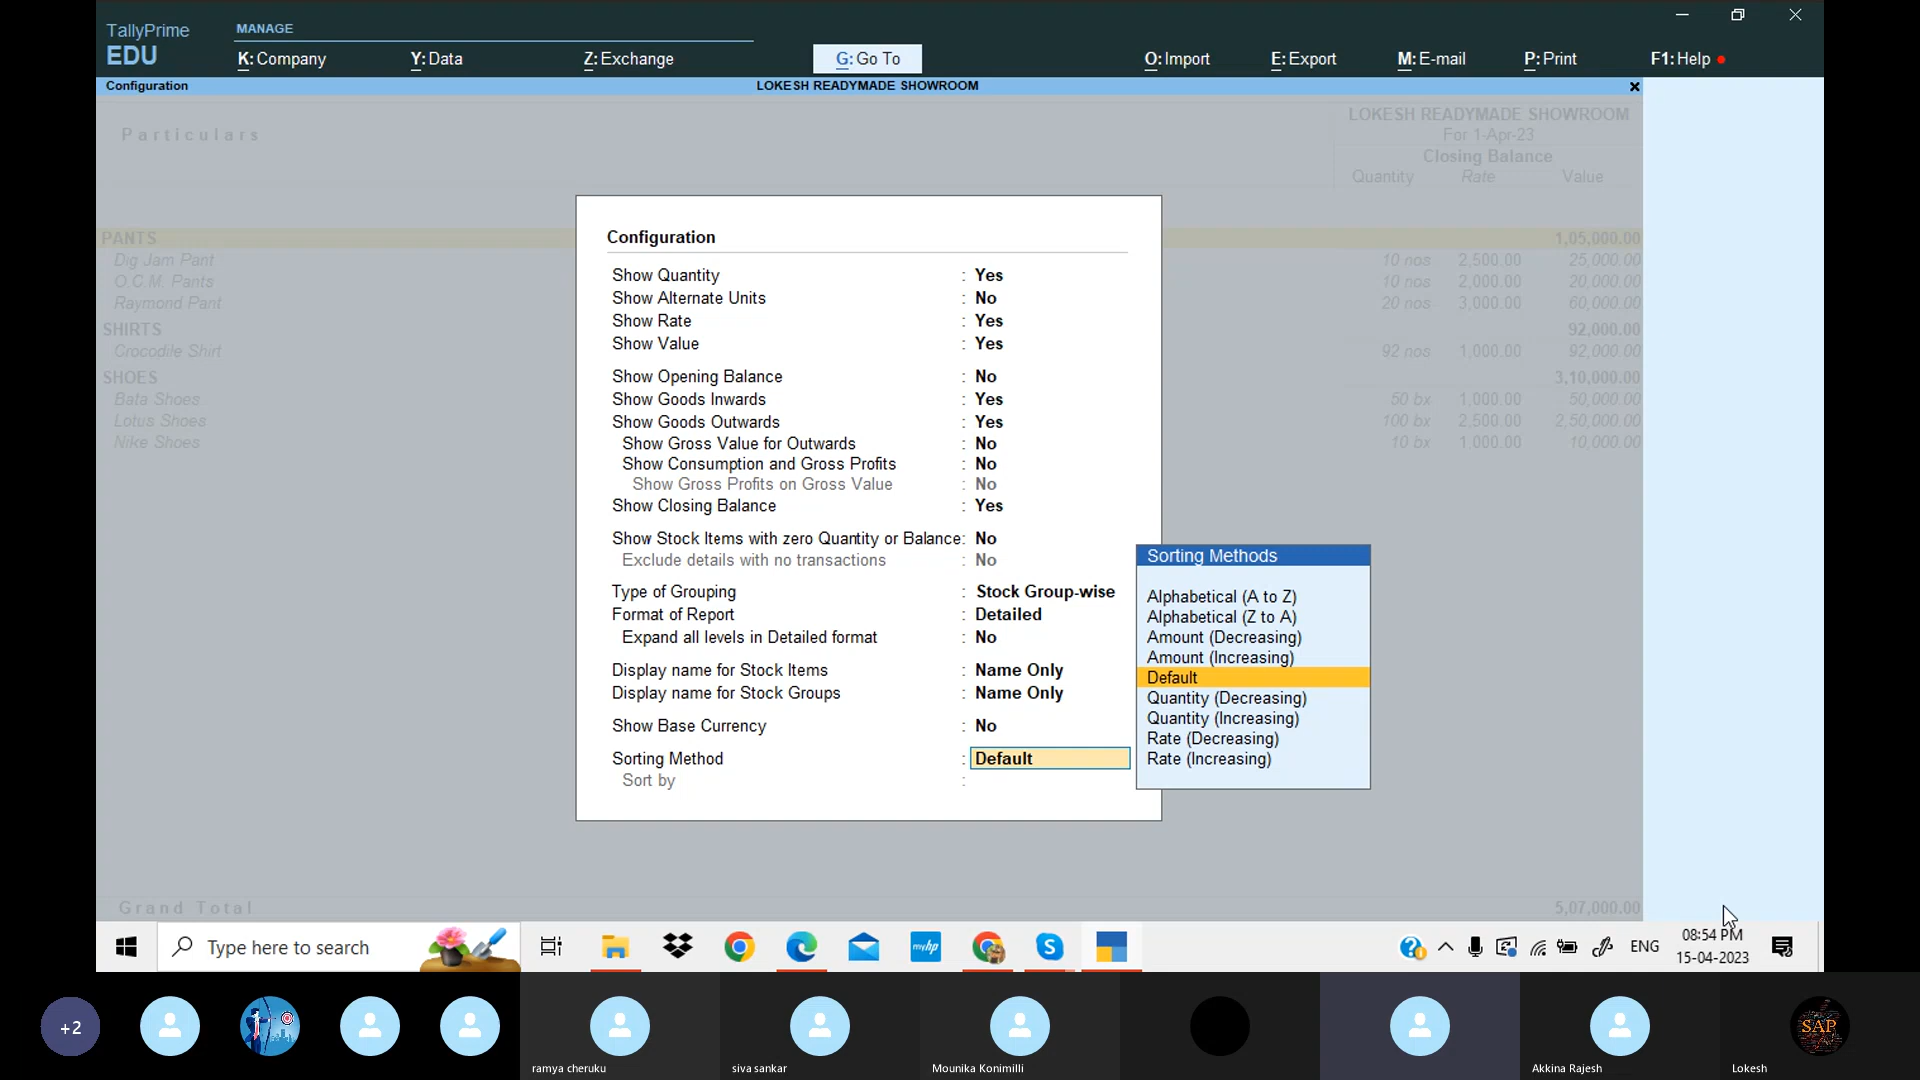 TallyPrime
EDU
MANAGE
K: Company
Y: Data
Z: Exchange
G: Go To
O: Import
E: Export
M: E-mail
P: Print
F1: Help
Configuration
LOKESH READYMADE SHOWROOM
Particulars
LOKESH READYMADE SHOWROOM
For 1-Apr-23
Closing Balance
Quantity Rate Value
PANTS 1,05,000.00
Dig Jam Pant 10 nos 2,500.00 25,000.00
O.C.M. Pants 10 nos 2,000.00 20,000.00
Raymond Pant 20 nos 3,000.00 60,000.00
SHIRTS 92,000.00
Crocodile Shirt 92 nos 1,000.00 92,000.00
SHOES 3,10,000.00
Bata Shoes 50 bx 1,000.00 50,000.00
Lotus Shoes 100 bx 2,500.00 2,50,000.00
Nike Shoes 10 bx 1,000.00 10,000.00
Configuration
Show Quantity : Yes
Show Alternate Units : No
Show Rate : Yes
Show Value : Yes
Show Opening Balance : No
Show Goods Inwards : Yes
Show Goods Outwards : Yes
Show Gross Value for Outwards : No
Show Consumption and Gross Profits : No
Show Gross Profits on Gross Value : No
Show Closing Balance : Yes
Show Stock Items with zero Quantity or Balance: No
Exclude details with no transactions : No
Type of Grouping : Stock Group-wise
Format of Report : Detailed
Expand all levels in Detailed format : No
Display name for Stock Items : Name Only
Display name for Stock Groups : Name Only
Show Base Currency : No
Sorting Method : Default
Sort by :
Sorting Methods
Alphabetical (A to Z)
Alphabetical (Z to A)
Amount (Decreasing)
Amount (Increasing)
Default
Quantity (Decreasing)
Quantity (Increasing)
Rate (Decreasing)
Rate (Increasing)
Grand Total 5,07,000.00
Type here to search
myhp
ENG
08:54 PM
15-04-2023
+2
ramya cheruku
siva sankar
Mounika Konimilli
Akkina Rajesh
SAP
Lokesh